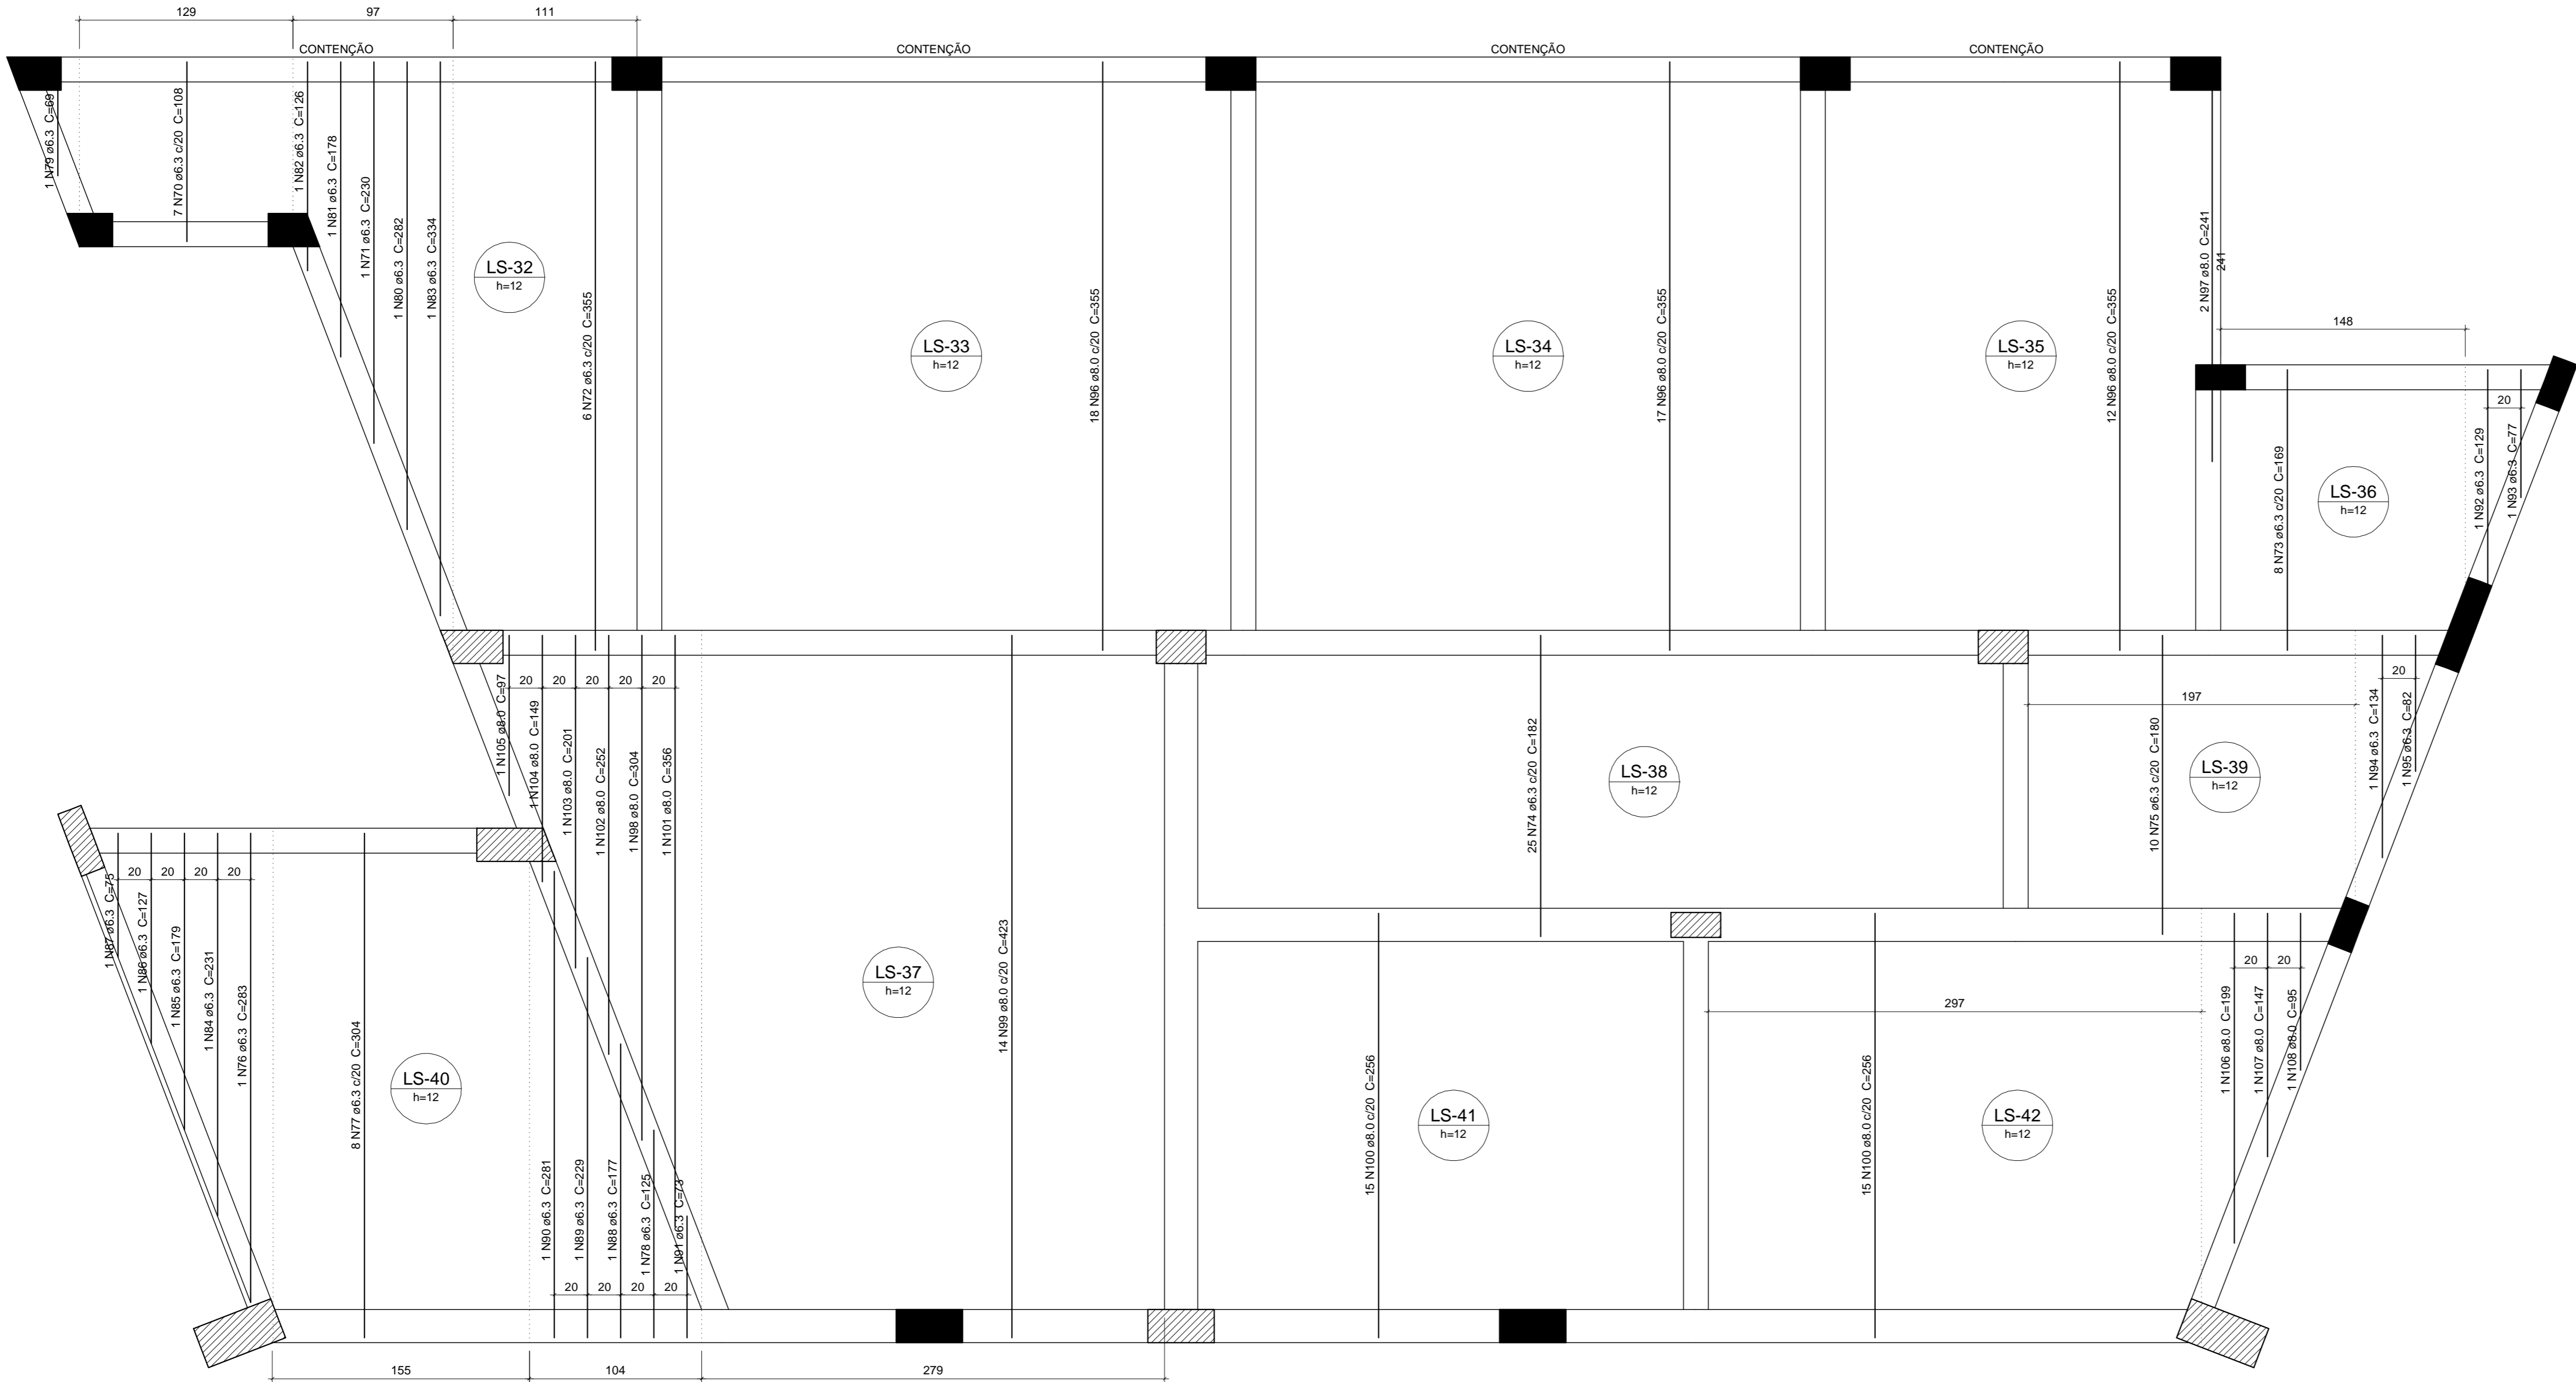 129
97
111
CONTENÇÃO
CONTENÇÃO
CONTENÇÃO
CONTENÇÃO
1 N79 ø6.3 C=69
7 N70 ø6.3 c/20 C=108
1 N82 ø6.3 C=126
1 N81 ø6.3 C=178
1 N71 ø6.3 C=230
1 N80 ø6.3 C=282
1 N83 ø6.3 C=334
LS-32
h=12
6 N72 ø6.3 c/20 C=355
LS-33
h=12
18 N96 ø8.0 c/20 C=355
LS-34
h=12
17 N96 ø8.0 c/20 C=355
LS-35
h=12
12 N96 ø8.0 c/20 C=355
2 N97 ø8.0 C=241
241
148
20
8 N73 ø6.3 c/20 C=169
LS-36
h=12
1 N92 ø6.3 C=129
1 N93 ø6.3 C=77
20
20
20
20
20
1 N105 ø8.0 C=97
1 N104 ø8.0 C=149
1 N103 ø8.0 C=201
1 N102 ø8.0 C=252
1 N98 ø8.0 C=304
1 N101 ø8.0 C=356
LS-37
h=12
14 N99 ø8.0 c/20 C=423
25 N74 ø6.3 c/20 C=182
LS-38
h=12
197
10 N75 ø6.3 c/20 C=180
LS-39
h=12
20
1 N94 ø6.3 C=134
1 N95 ø6.3 C=82
20
20
20
20
1 N87 ø6.3 C=75
1 N86 ø6.3 C=127
1 N85 ø6.3 C=179
1 N84 ø6.3 C=231
1 N76 ø6.3 C=283
8 N77 ø6.3 c/20 C=304
LS-40
h=12
1 N90 ø6.3 C=281
1 N89 ø6.3 C=229
1 N88 ø6.3 C=177
1 N78 ø6.3 C=125
1 N91 ø6.3 C=73
20
20
20
20
15 N100 ø8.0 c/20 C=256
LS-41
h=12
15 N100 ø8.0 c/20 C=256
LS-42
h=12
297
20
20
1 N106 ø8.0 C=199
1 N107 ø8.0 C=147
1 N108 ø8.0 C=95
155
104
279